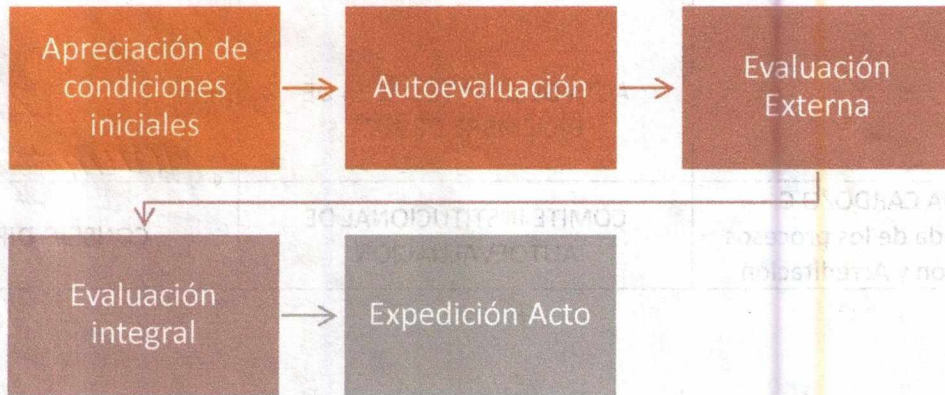 Apreciación de
condiciones
iniciales
Autoevaluación
Evaluación
Externa
Evaluación
integral
Expedición Acto